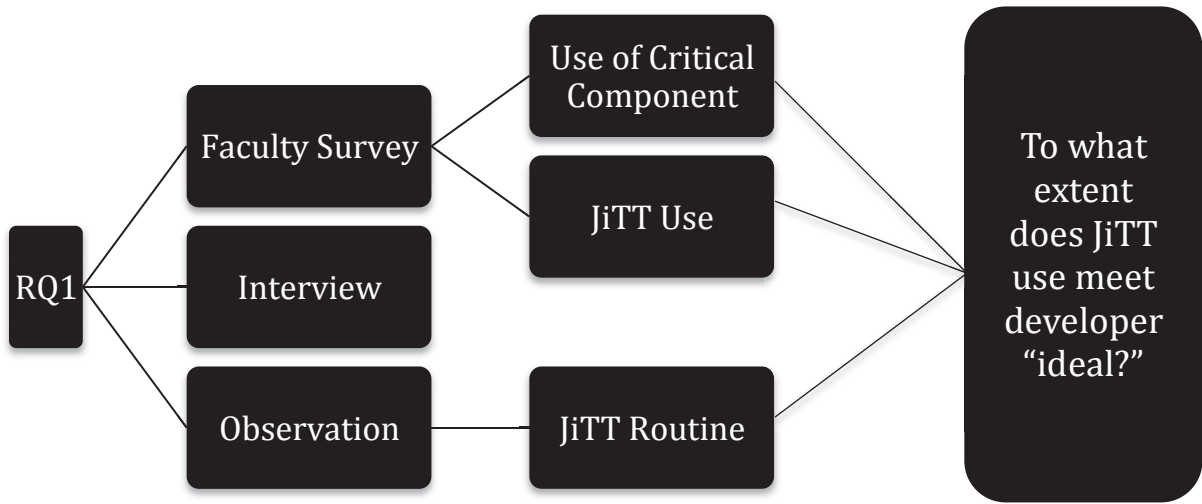 RQ1
Faculty Survey
Interview
Observation
Use of Critical
Component
JiTT Use
JiTT Routine
To what
extent
does JiTT
use meet
developer
“ideal?”